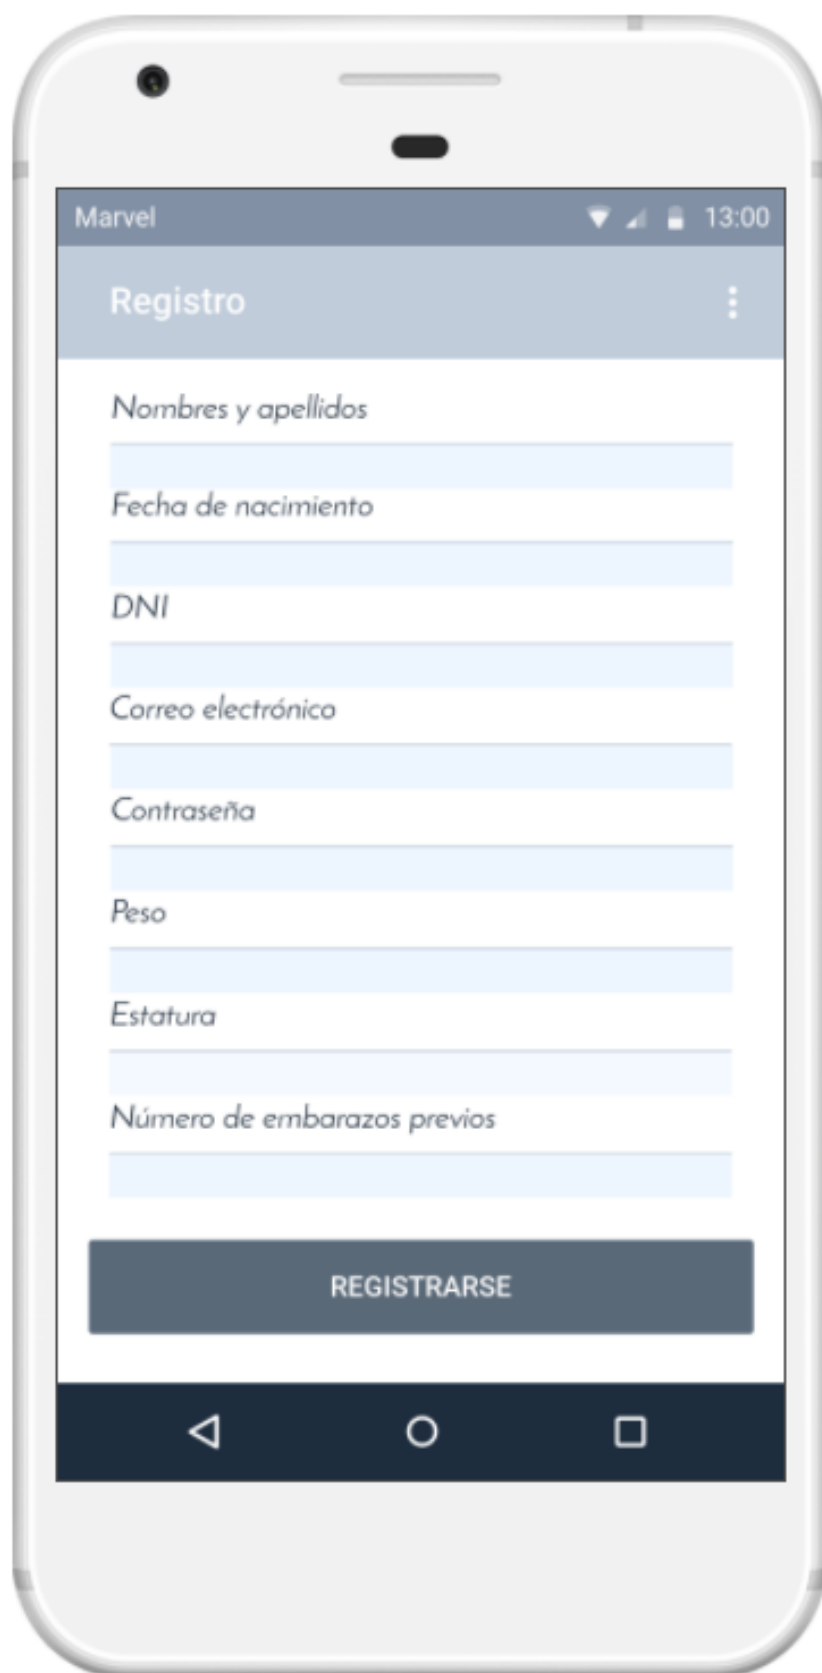 Marvel 13:00
Registro
Nombres y apellidos
Fecha de nacimiento
DNI
Correo electrónico
Contraseña
Peso
Estatura
Número de embarazos previos
REGISTRARSE